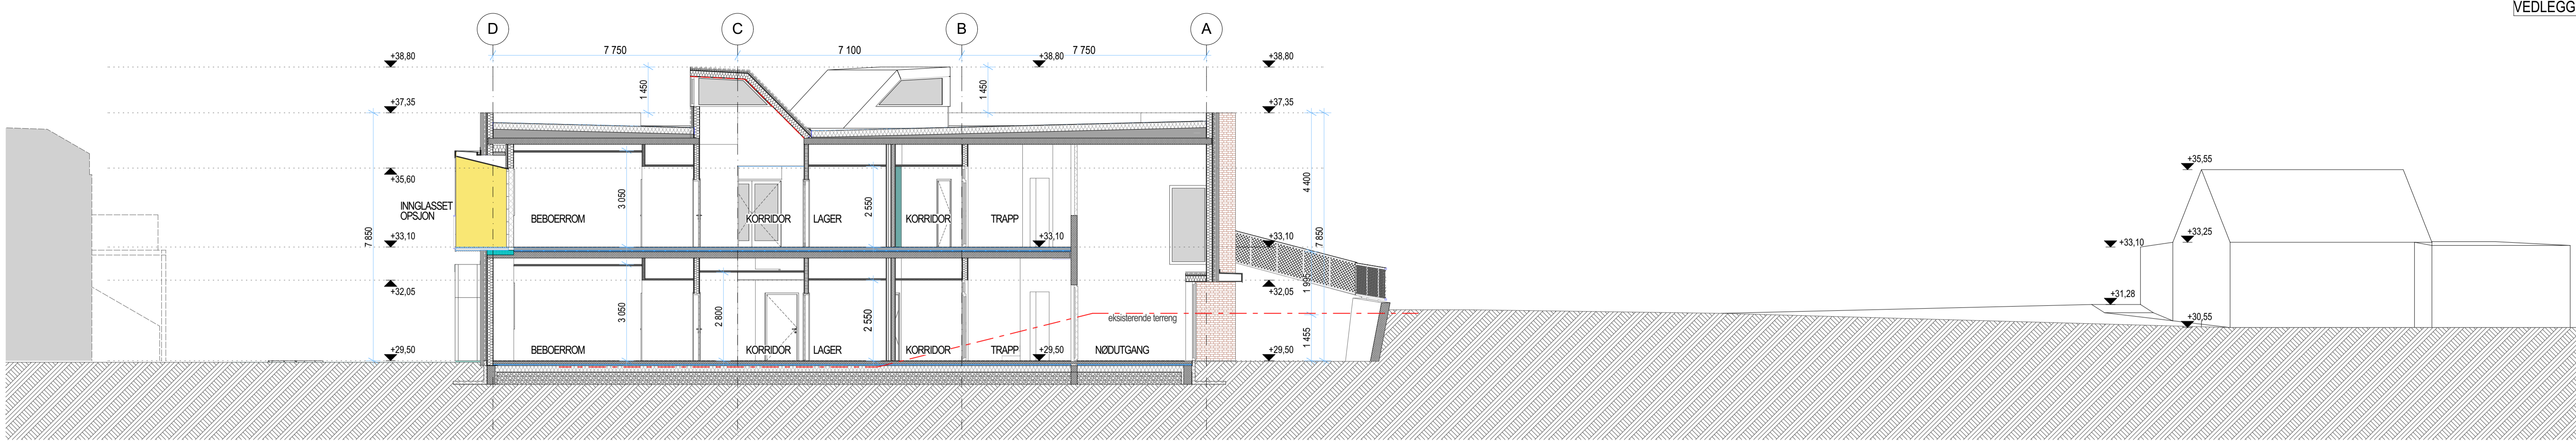 VEDLEGG
D
C
B
A
7 750
7 100
7 750
+38,80
+38,80
+38,80
1 450
1 450
+37,35
+37,35
+35,60
+35,55
INNGLASSET
OPSJON
3 050
2 550
4 400
7 850
7 850
BEBOERROM
KORRIDOR
LAGER
KORRIDOR
TRAPP
+33,10
+33,10
+33,10
+33,10
+33,25
+32,05
+32,05
1 995
+31,28
3 050
2 800
2 550
eksisterende terreng
1 455
+30,55
BEBOERROM
KORRIDOR
LAGER
KORRIDOR
TRAPP
NØDUTGANG
+29,50
+29,50
+29,50